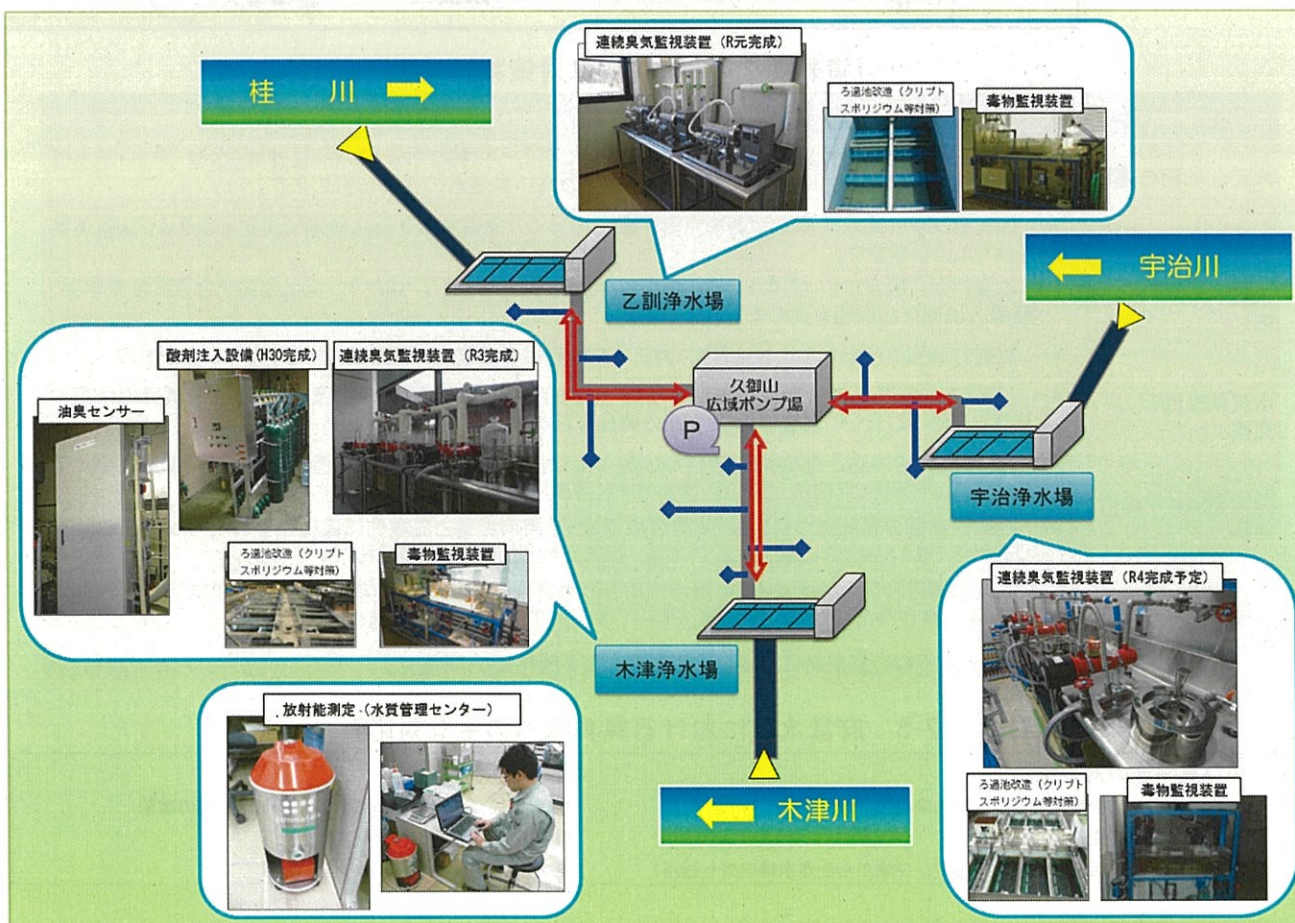 連続臭気監視装置（R元完成）
ろ過池改造（クリプト
スポリジウム等対策）
毒物監視装置
桂 川
宇治川
乙訓浄水場
久御山
広域ポンプ場
P
宇治浄水場
酸剤注入設備(H30完成)
連続臭気監視装置（R3完成）
油臭センサー
ろ過池改造（クリプト
スポリジウム等対策）
毒物監視装置
木津浄水場
連続臭気監視装置（R4完成予定）
ろ過池改造（クリプト
スポリジウム等対策）
毒物監視装置
放射能測定（水質管理センター）
木津川